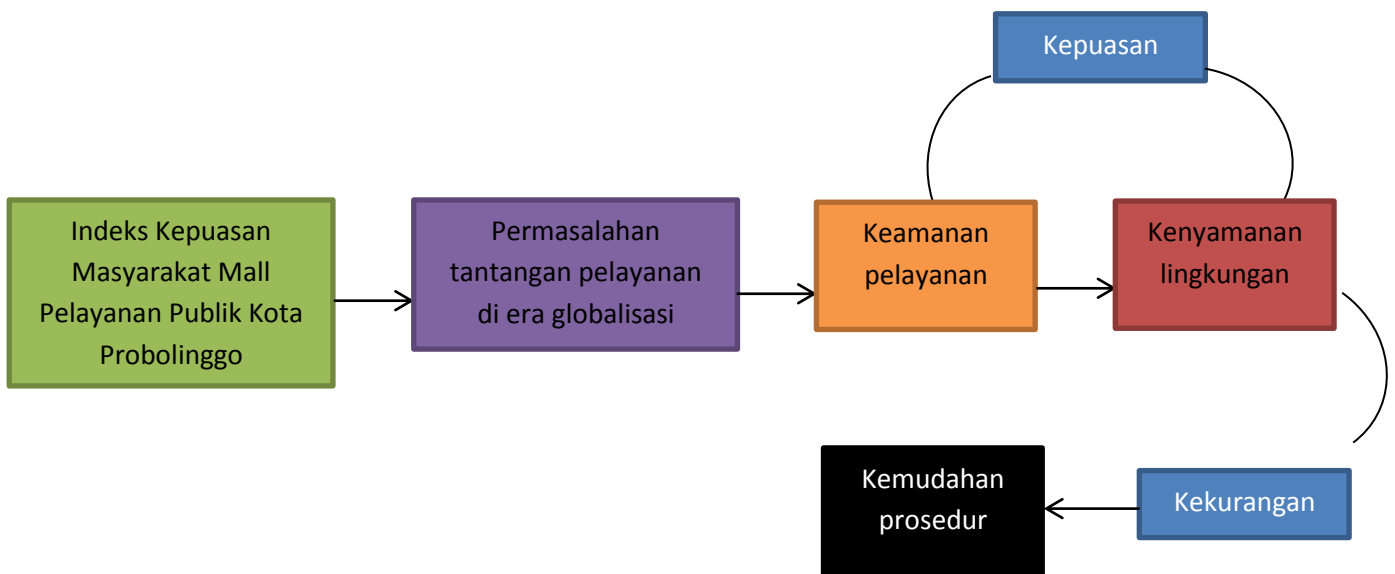 Kepuasan
Indeks Kepuasan
Masyarakat Mall
Pelayanan Publik Kota
Probolinggo
Permasalahan
tantangan pelayanan
di era globalisasi
Keamanan
pelayanan
Kenyamanan
lingkungan
Kemudahan
prosedur
Kekurangan